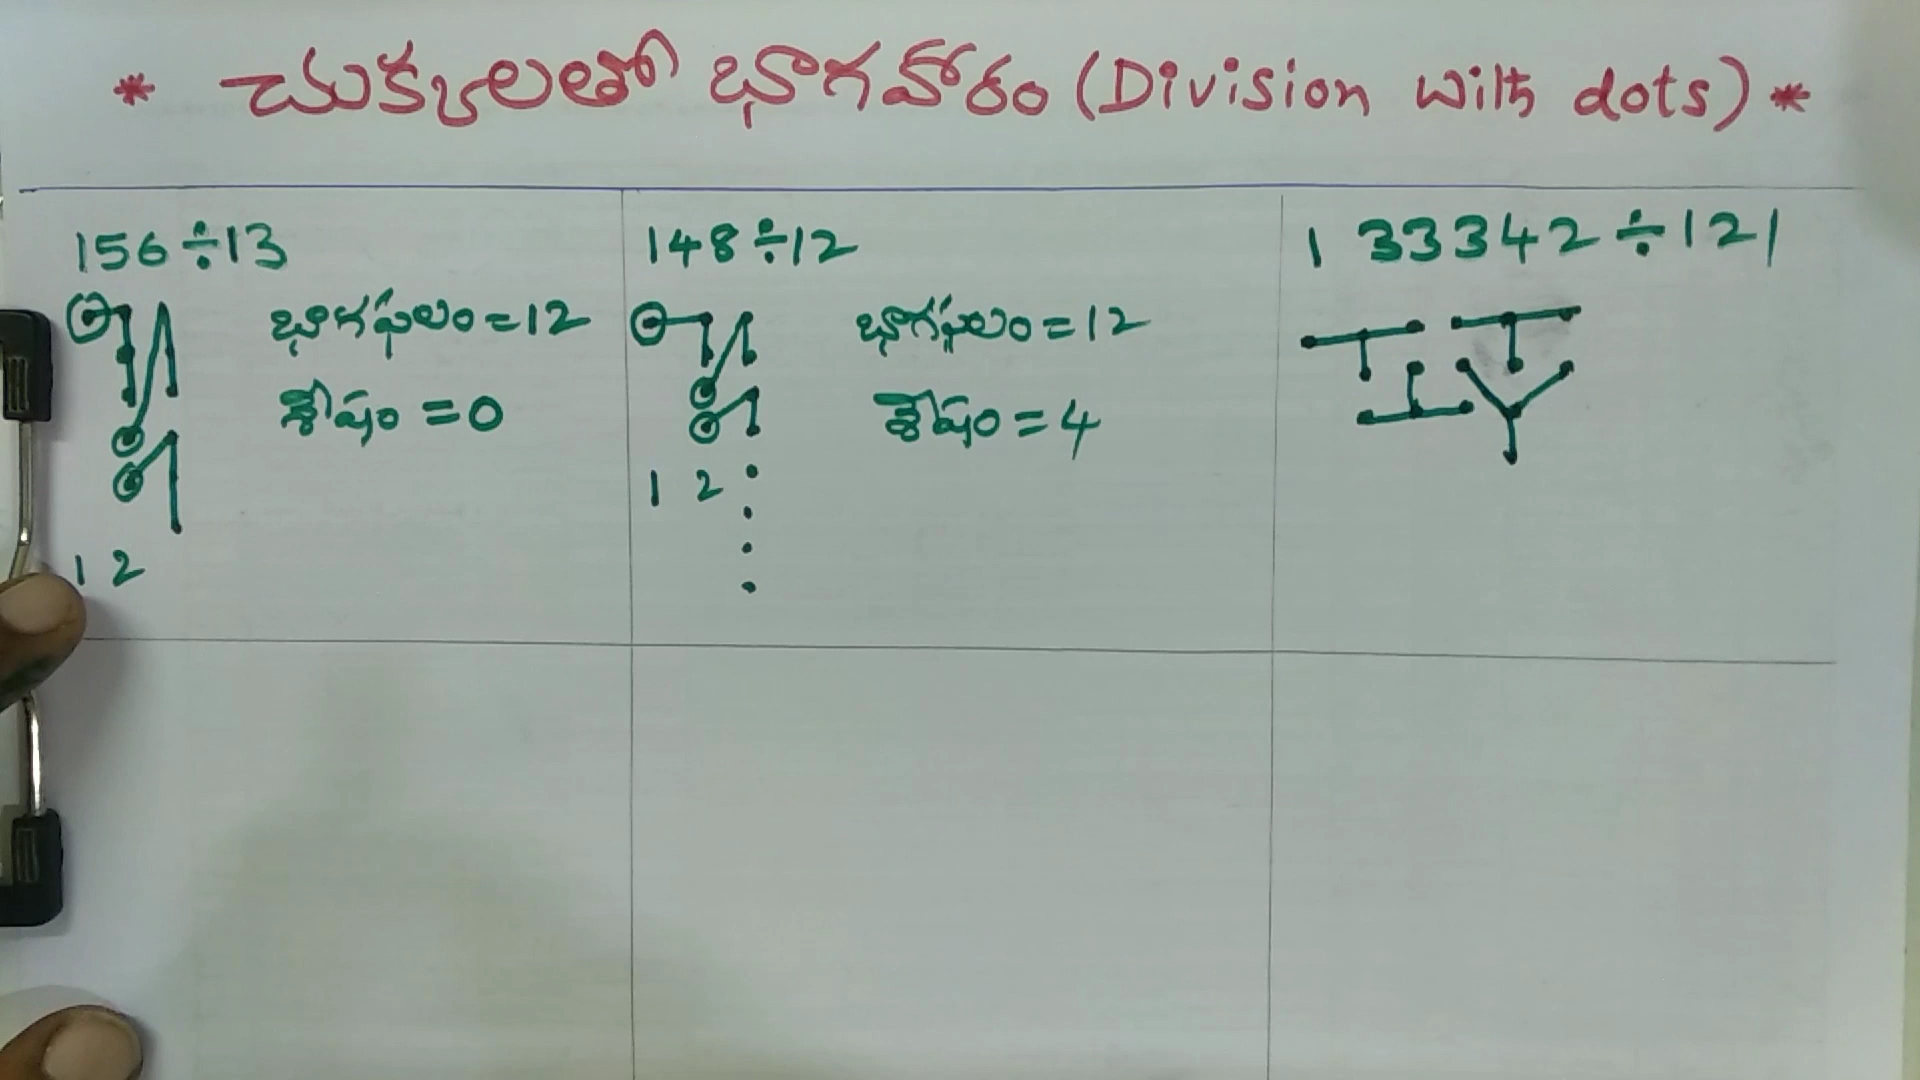 * చుక్కలతో భాగహారం (Division with dots) *
156÷13
భాగఫలం=12
శేషం =0
1 2
148÷12
భాగఫలం=12
శేషం =4
1 2
1 33342÷121